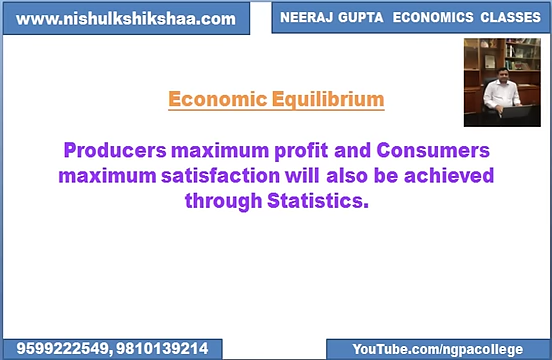 www.nishulkshikshaa.com
NEERAJ GUPTA ECONOMICS CLASSES
Economic Equilibrium
Producers maximum profit and Consumers
maximum satisfaction will also be achieved
through Statistics.
9599222549, 9810139214
YouTube.com/ngpacollege